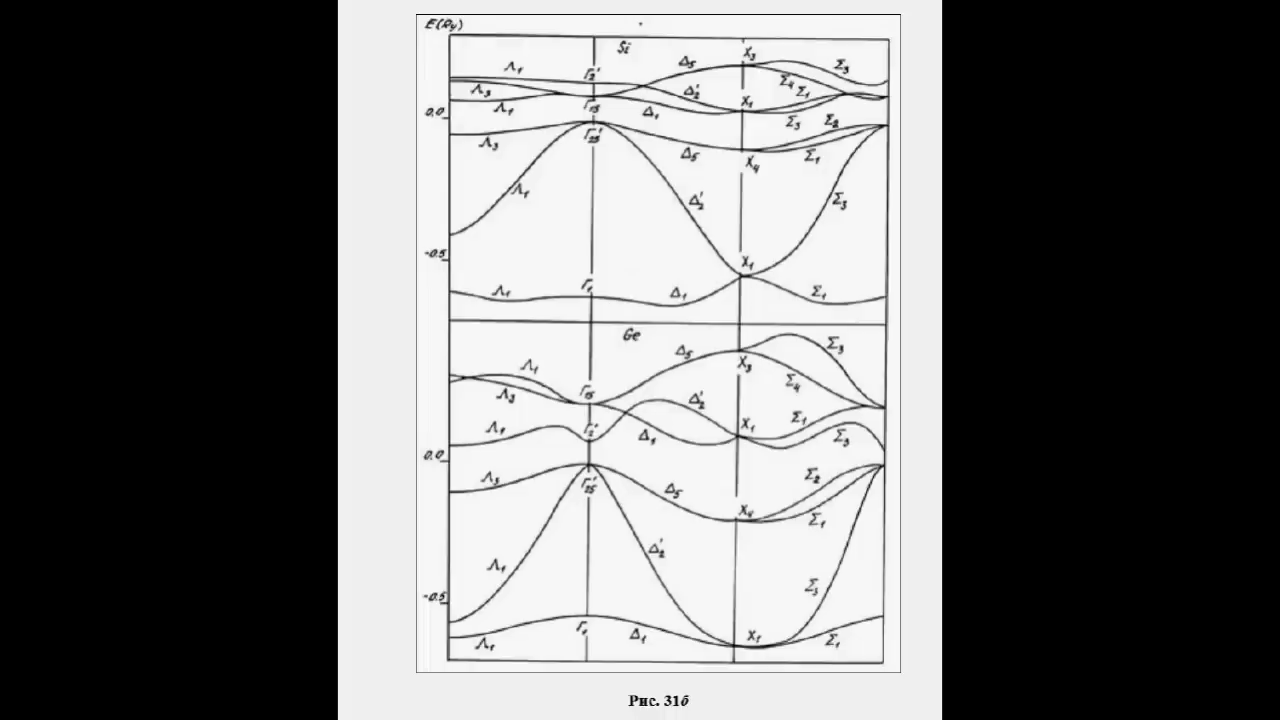 E(Ry)
Si
X₃
Δ₅
Σ₃
Λ₁
Γ₂'
Σ₄
Λ₃
Δ₂'
Σ₁
Λ₁
Γ₁₅
Δ₁
X₁
0.0
Σ₃
Σ₂
Λ₃
Γ₂₅'
Δ₅
X₄
Σ₁
Λ₁
Δ₂'
Σ₃
-0.5
X₁
Λ₁
Γ₁
Δ₁
Σ₁
Ge
Δ₅
X₃
Σ₃
Λ₁
Λ₃
Γ₁₅
Σ₄
Δ₂'
Λ₁
Γ₂'
Δ₁
X₁
Σ₁
Σ₃
0.0
Λ₃
Γ₂₅'
Δ₅
X₄
Σ₂
Σ₁
Λ₁
Δ₂'
Σ₃
-0.5
Λ₁
Γ₁
Δ₁
X₁
Σ₁
Рис. 31б